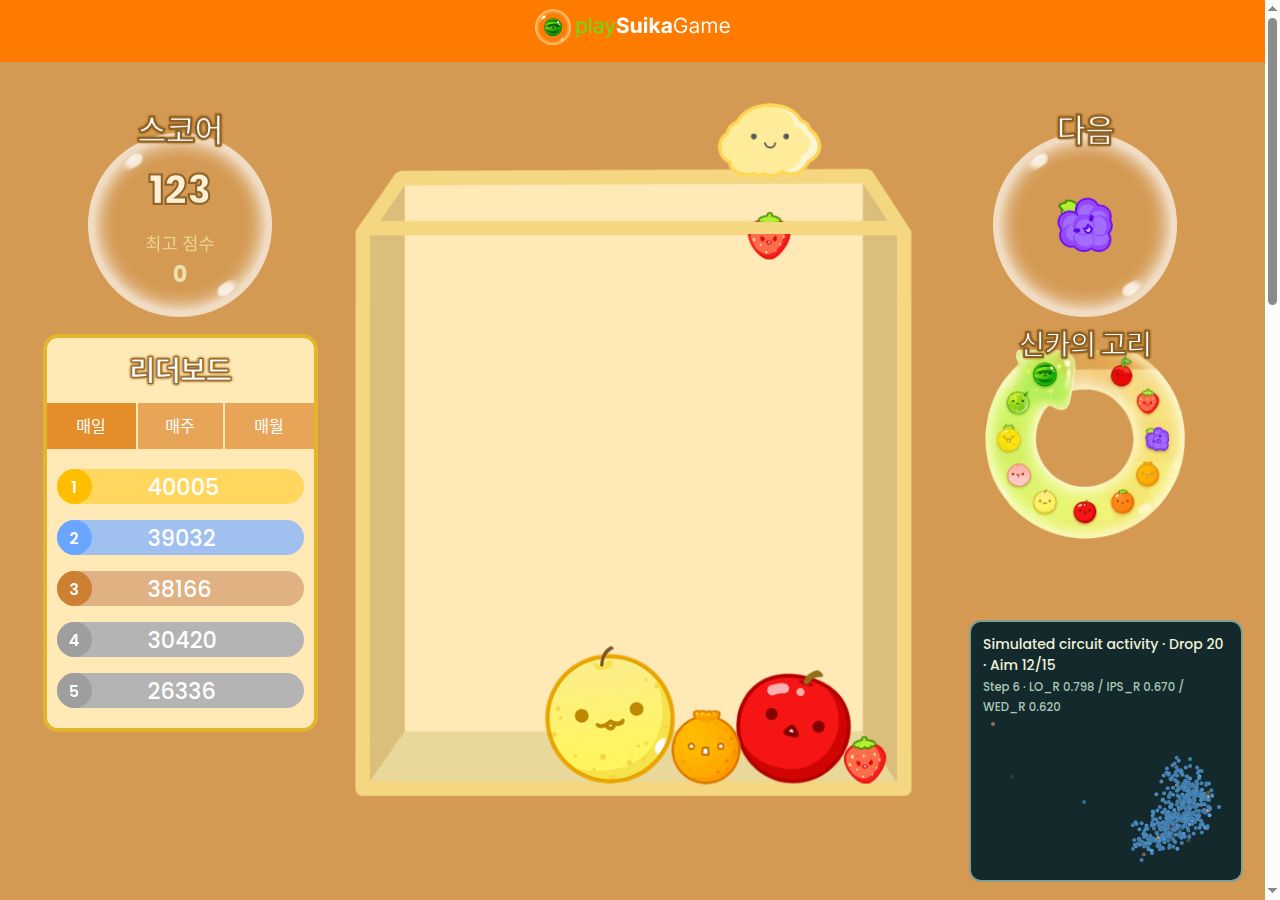 playSuikaGame
스코어
123
최고 점수
0
리더보드
매일 매주 매월
1 40005
2 39032
3 38166
4 30420
5 26336
다음
신카의 고리
Simulated circuit activity · Drop 20
· Aim 12/15
Step 6 · LO_R 0.798 / IPS_R 0.670 /
WED_R 0.620